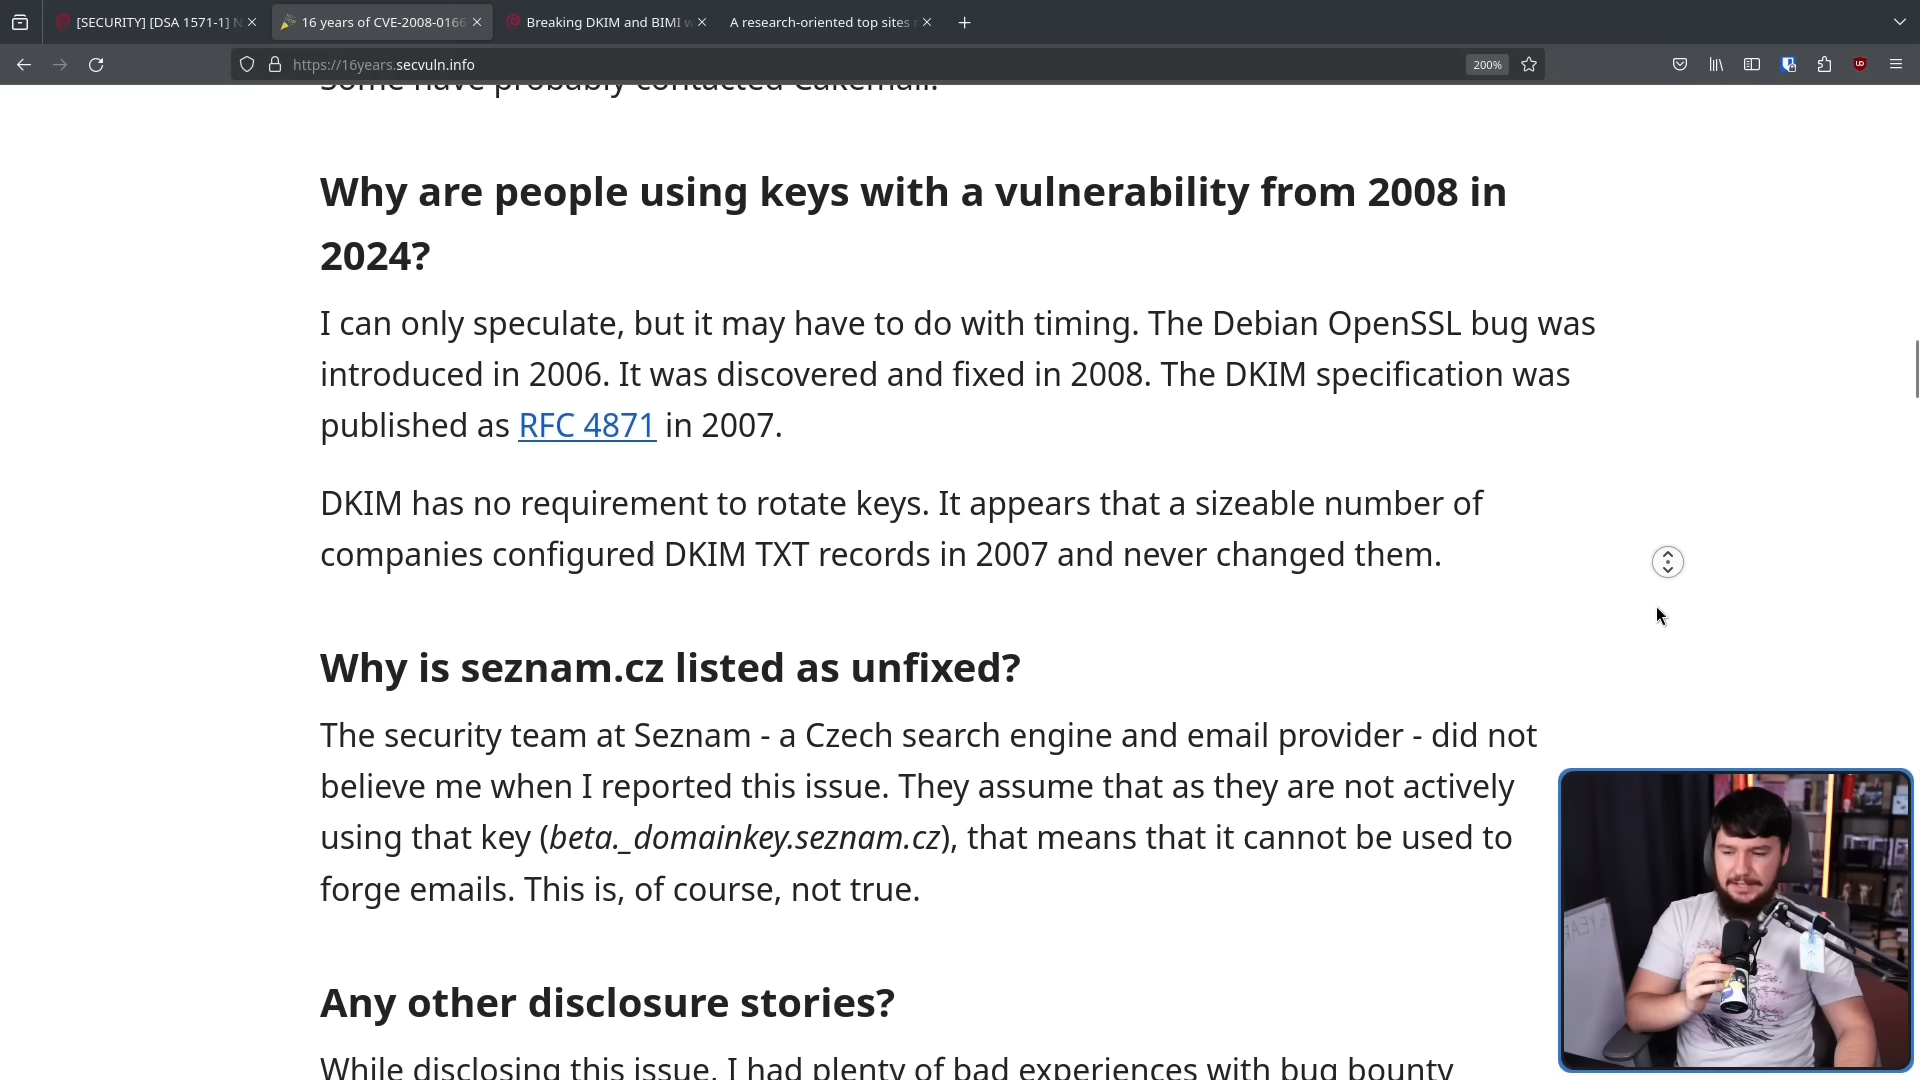 [SECURITY] [DSA 1571-1] N
16 years of CVE-2008-0166
Breaking DKIM and BIMI w
A research-oriented top sites
https://16years.secvuln.info
200%
Some have probably contacted Cakemail.
Why are people using keys with a vulnerability from 2008 in
2024?
I can only speculate, but it may have to do with timing. The Debian OpenSSL bug was
introduced in 2006. It was discovered and fixed in 2008. The DKIM specification was
published as RFC 4871 in 2007.
DKIM has no requirement to rotate keys. It appears that a sizeable number of
companies configured DKIM TXT records in 2007 and never changed them.
Why is seznam.cz listed as unfixed?
The security team at Seznam - a Czech search engine and email provider - did not
believe me when I reported this issue. They assume that as they are not actively
using that key (beta._domainkey.seznam.cz), that means that it cannot be used to
forge emails. This is, of course, not true.
Any other disclosure stories?
While disclosing this issue, I had plenty of bad experiences with bug bounty